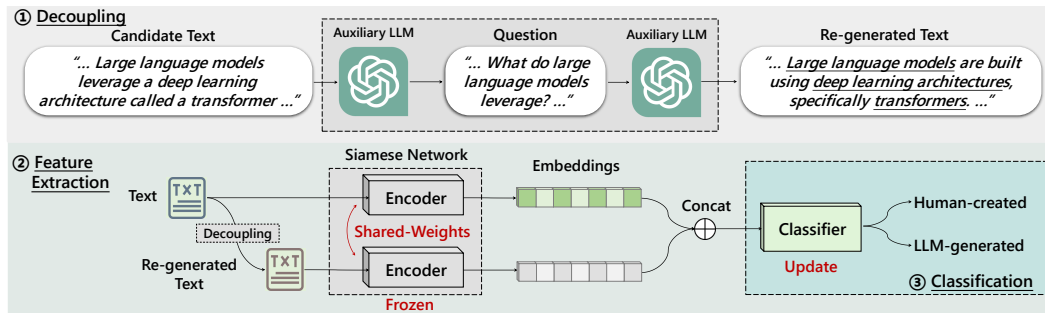 ① Decoupling
Candidate Text
Auxiliary LLM
Question
Auxiliary LLM
Re-generated Text
“... Large language models
leverage a deep learning
architecture called a transformer ...”
“... What do large
language models
leverage? ...”
“... Large language models are built
using deep learning architectures,
specifically transformers. ...”
② Feature
Extraction
Siamese Network
Embeddings
Text
TXT
Encoder
Concat
Human-created
Decoupling
Shared-Weights
Classifier
LLM-generated
Re-generated
Text
TXT
Encoder
Update
Frozen
③ Classification